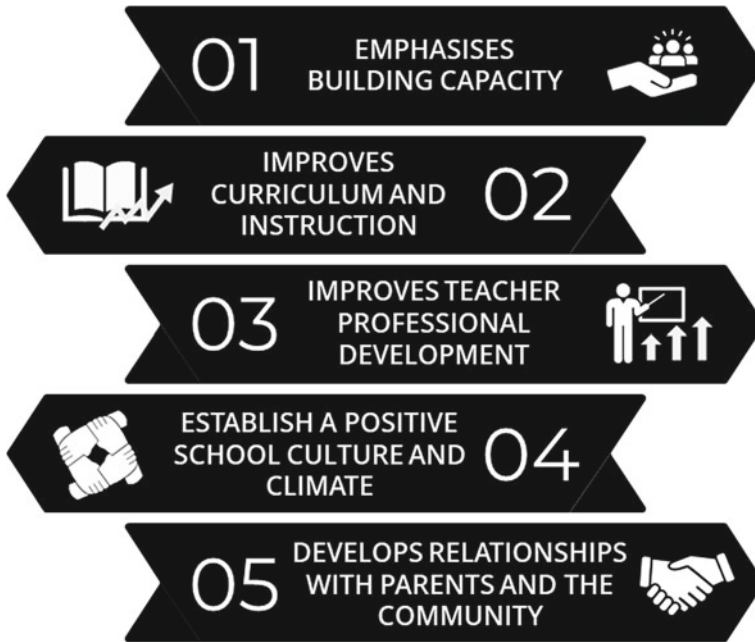 01
EMPHASISES
BUILDING CAPACITY
IMPROVES
CURRICULUM AND
INSTRUCTION
02
03
IMPROVES TEACHER
PROFESSIONAL
DEVELOPMENT
ESTABLISH A POSITIVE
SCHOOL CULTURE AND
CLIMATE
04
05
DEVELOPS RELATIONSHIPS
WITH PARENTS AND THE
COMMUNITY